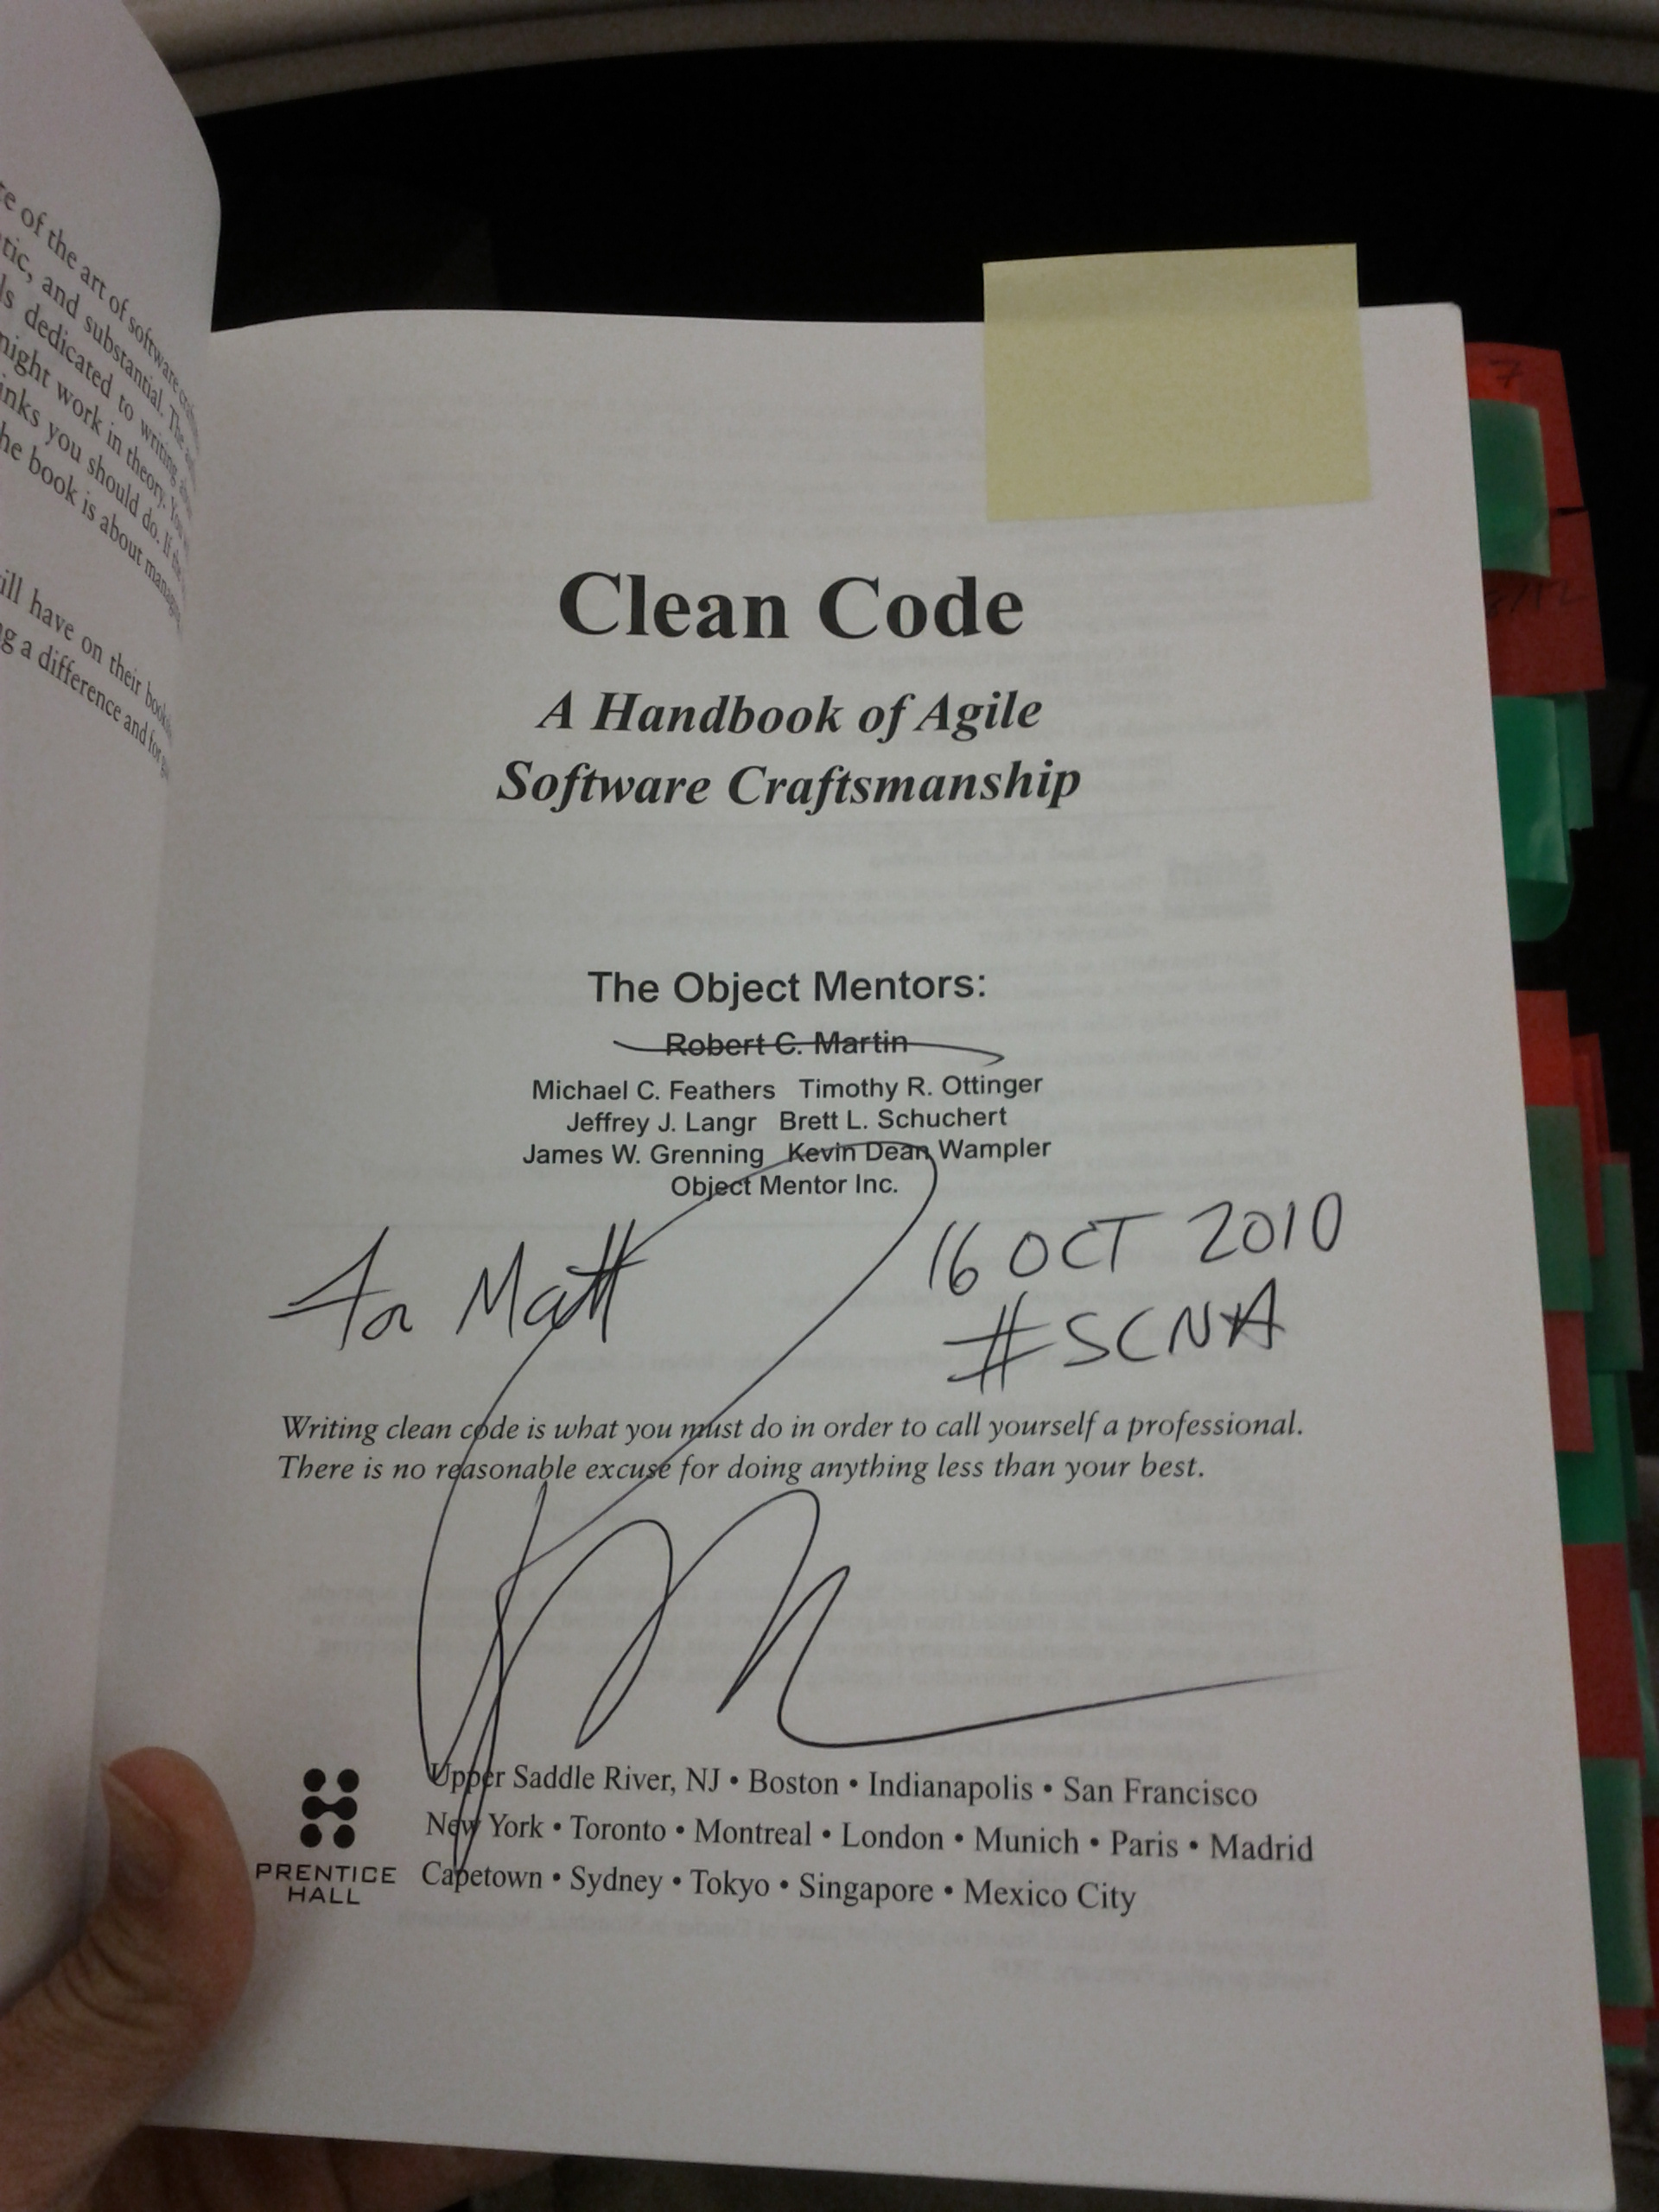 te of the art of software
tic, and substantial. The
ls dedicated to writing
might work in theory. You
inks you should do. If the
he book is about
ill have on their
ng a difference and for
Clean Code
A Handbook of Agile
Software Craftsmanship
The Object Mentors:
Robert C. Martin
Michael C. Feathers Timothy R. Ottinger
Jeffrey J. Langr Brett L. Schuchert
James W. Grenning Kevin Dean Wampler
Object Mentor Inc.
for Matt
16 OCT 2010
#SCNA
Writing clean code is what you must do in order to call yourself a professional.
There is no reasonable excuse for doing anything less than your best.
PRENTICE
HALL
Upper Saddle River, NJ • Boston • Indianapolis • San Francisco
New York • Toronto • Montreal • London • Munich • Paris • Madrid
Capetown • Sydney • Tokyo • Singapore • Mexico City
7